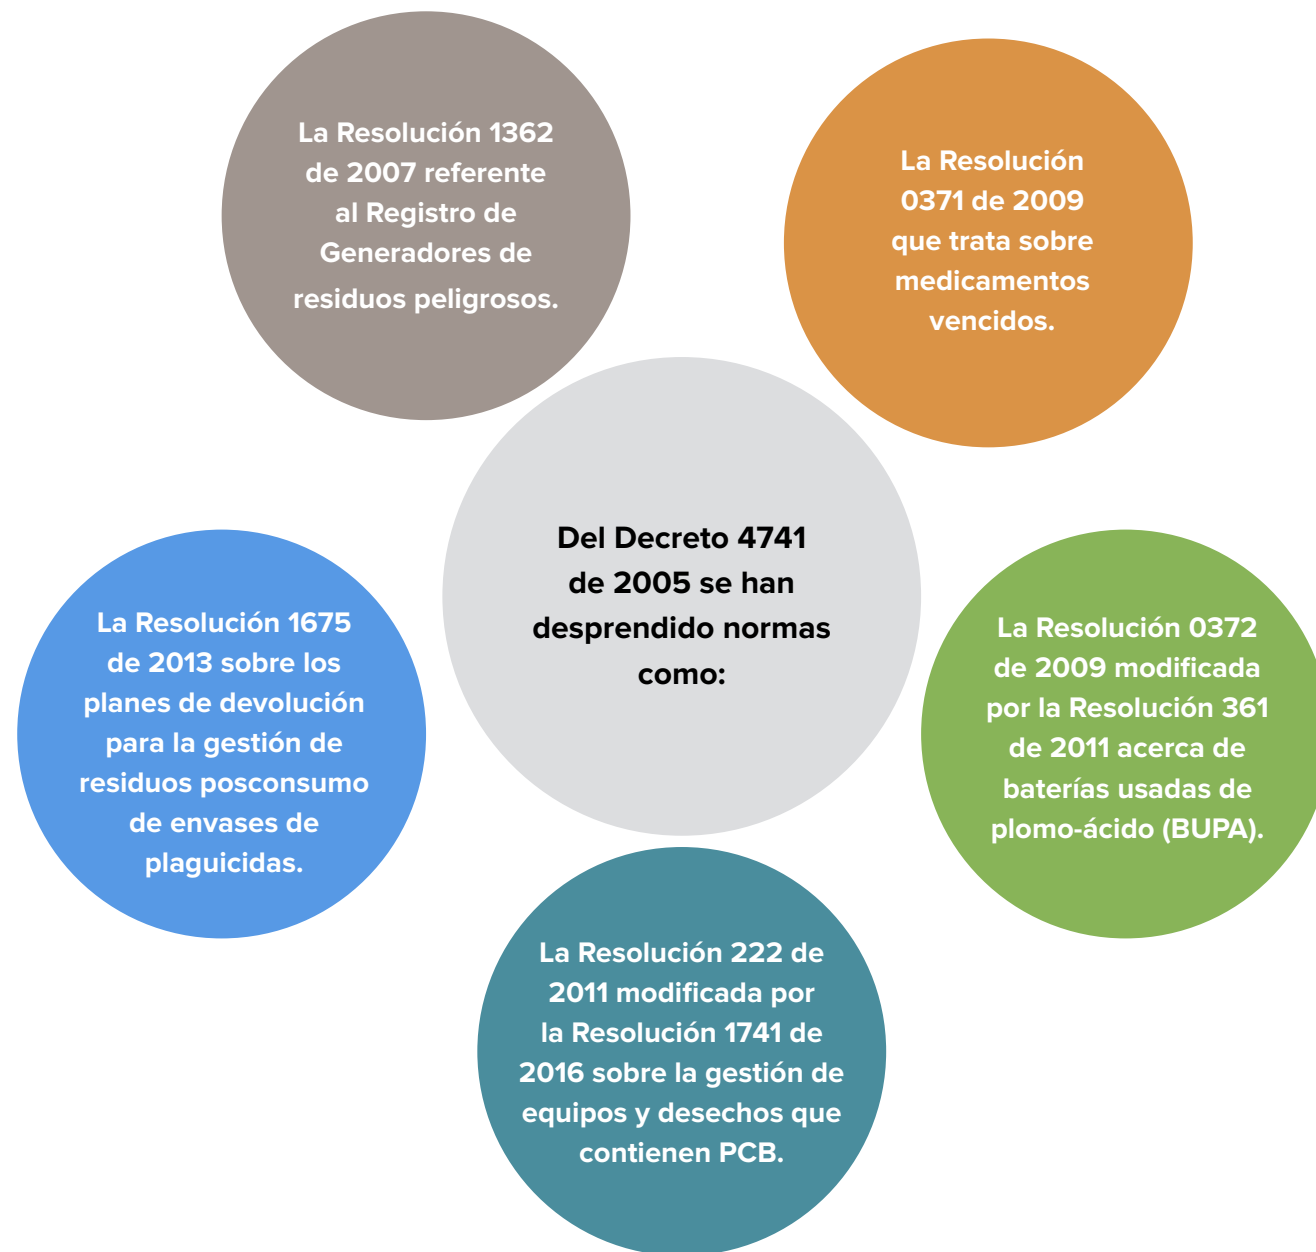 La Resolución 1362
de 2007 referente
al Registro de
Generadores de
residuos peligrosos.
La Resolución
0371 de 2009
que trata sobre
medicamentos
vencidos.
Del Decreto 4741
de 2005 se han
desprendido normas
como:
La Resolución 1675
de 2013 sobre los
planes de devolución
para la gestión de
residuos posconsumo
de envases de
plaguicidas.
La Resolución 0372
de 2009 modificada
por la Resolución 361
de 2011 acerca de
baterías usadas de
plomo-ácido (BUPA).
La Resolución 222 de
2011 modificada por
la Resolución 1741 de
2016 sobre la gestión de
equipos y desechos que
contienen PCB.